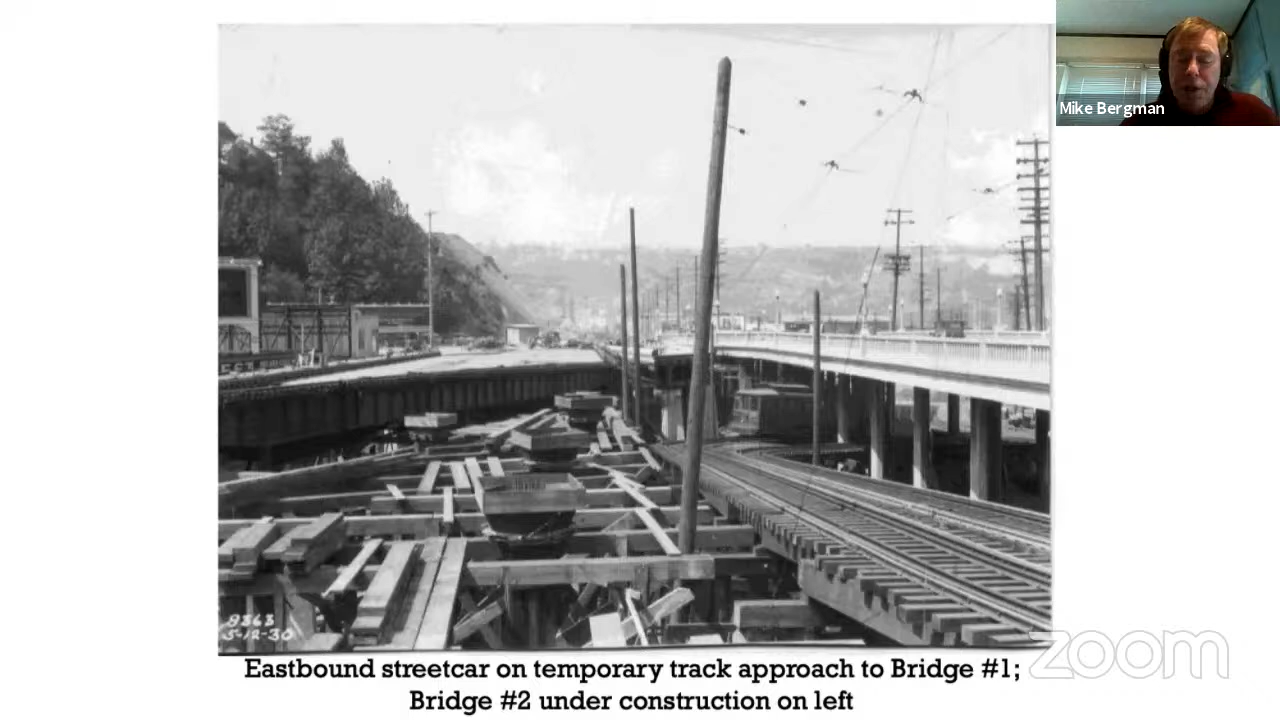 Mike Bergman
8363
5-12-30
zoom
Eastbound streetcar on temporary track approach to Bridge #1;
Bridge #2 under construction on left